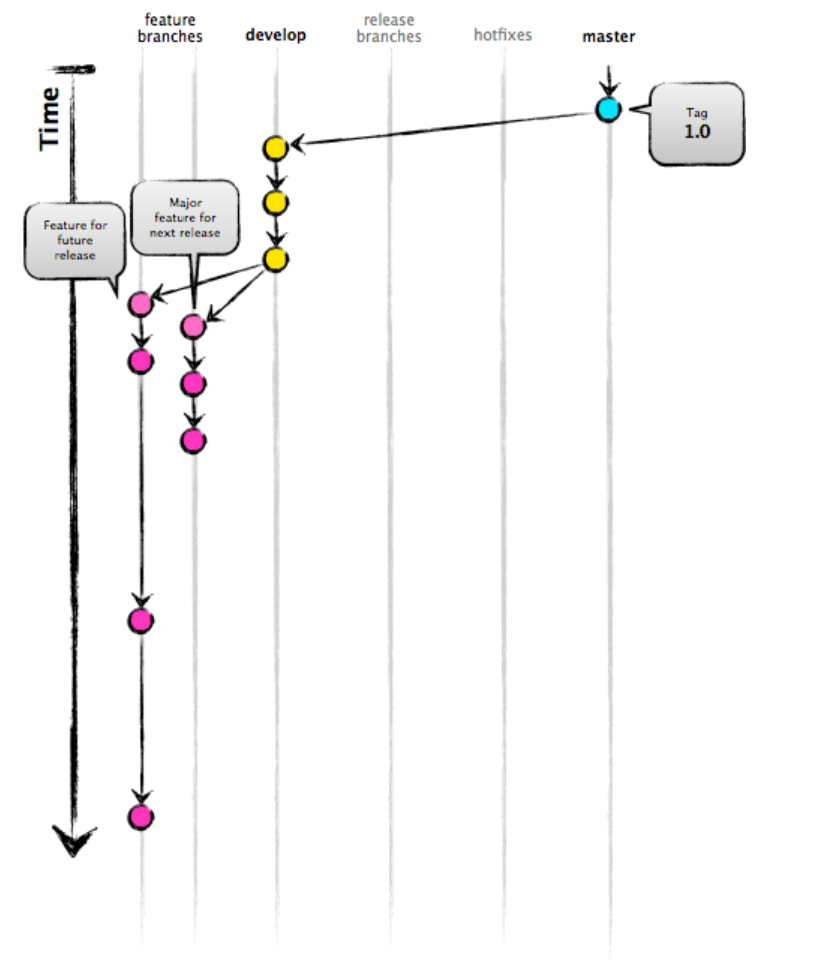 feature
branches
develop
release
branches
hotfixes
master
Time
Tag
1.0
Major
feature for
next release
Feature for
future
release